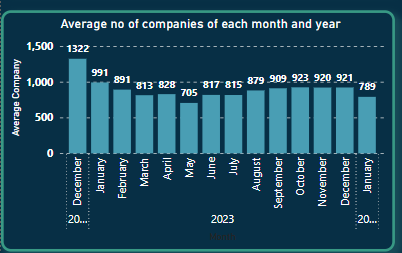 Average no of companies of each month and year
Average Company
1,500
1,000
500
0
1322
991
891
813
828
705
817
815
879
909
923
920
921
789
December
January
February
March
April
May
June
July
August
September
October
November
December
January
20...
2023
20...